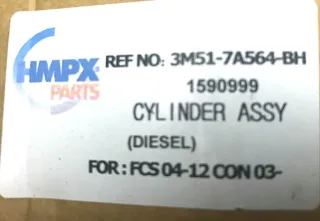 HMPX
PARTS
REF NO: 3M51-7A564-BH
1590999
CYLINDER ASSY
(DIESEL)
FOR : FCS 04-12 CON 03-